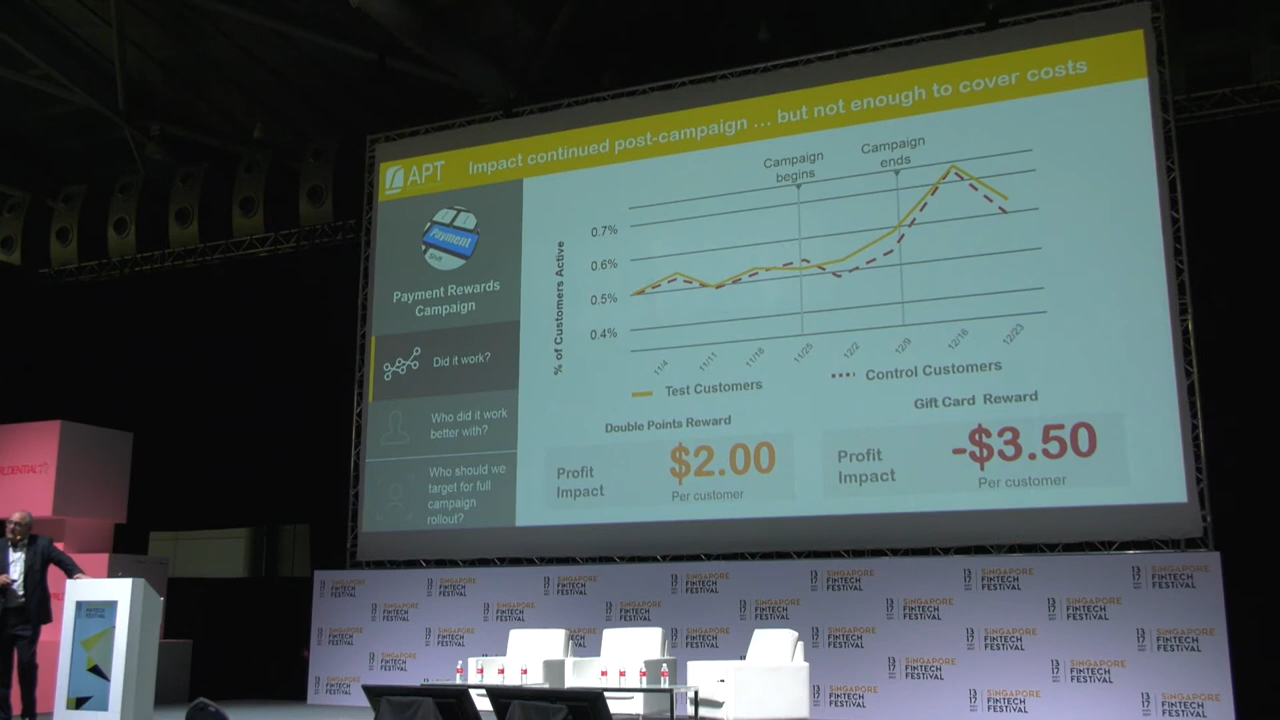 Impact continued post-campaign ... but not enough to cover costs
APT
Payment
Shift
Payment Rewards
Campaign
Did it work?
Who did it work
better with?
Who should we
target for full
campaign
rollout?
Campaign
begins
Campaign
ends
% of Customers Active
0.7%
0.6%
0.5%
0.4%
11/4
11/11
11/18
11/25
12/2
12/9
12/16
12/23
Test Customers
Control Customers
Double Points Reward
Profit
Impact
$2.00
Per customer
Gift Card Reward
Profit
Impact
-$3.50
Per customer
13
17
SINGAPORE
FINTECH
FESTIVAL